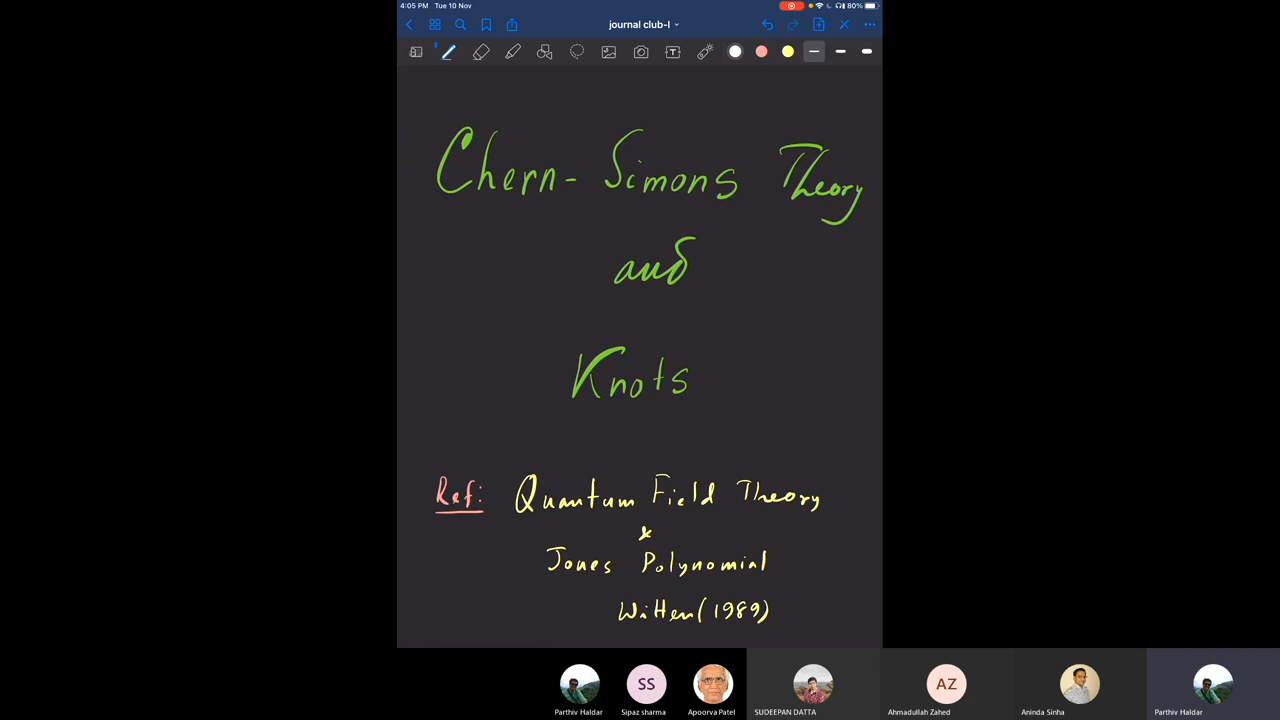 4:05 PM Tue 10 Nov
80%
journal club-I
Chern-Simons Theory
and
Knots
Ref: Quantum Field Theory
&
Jones Polynomial
Witten (1989)
SS
AZ
Parthiv Haldar
Sipaz sharma
Apoorva Patel
SUDEEPAN DATTA
Ahmadullah Zahed
Aninda Sinha
Parthiv Haldar